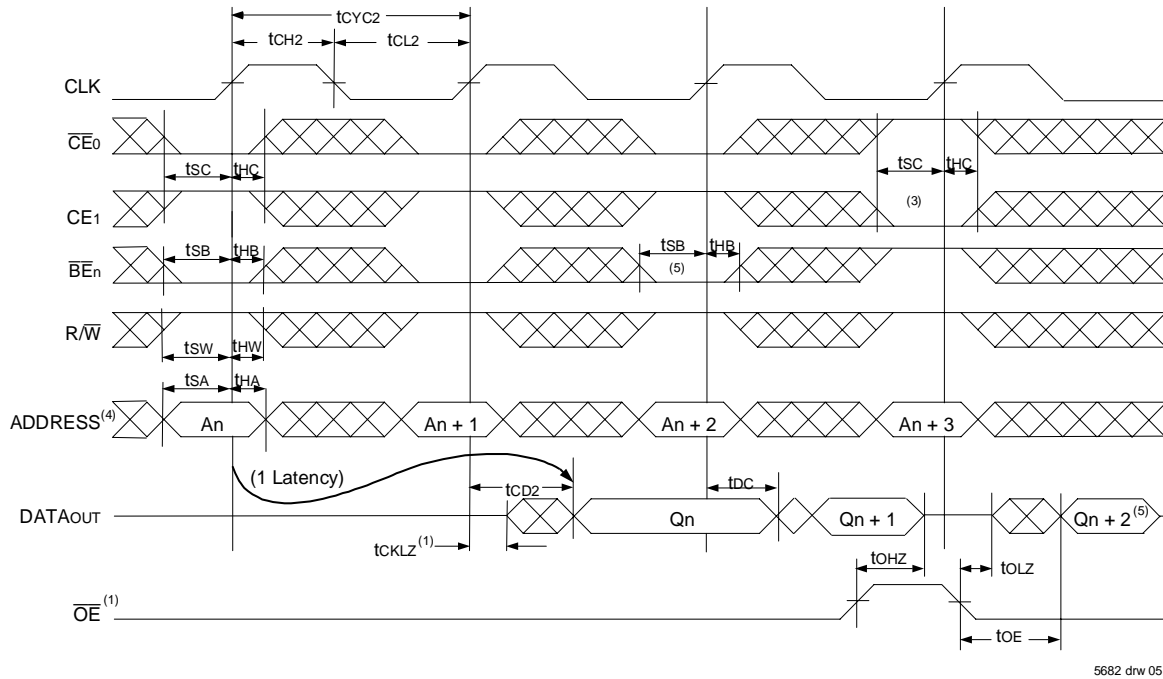 tCYC2
tCH2 tCL2
CLK
CE0
tSC tHC tSC tHC
(3)
CE1
tSB tHB tSB tHB
(5)
BEn
R/W
tSW tHW
tSA tHA
ADDRESS(4) An An + 1 An + 2 An + 3
(1 Latency) tCD2 tDC
DATAOUT Qn Qn + 1 Qn + 2(5)
tCKLZ(1)
tOHZ tOLZ
OE(1)
tOE
5682 drw 05